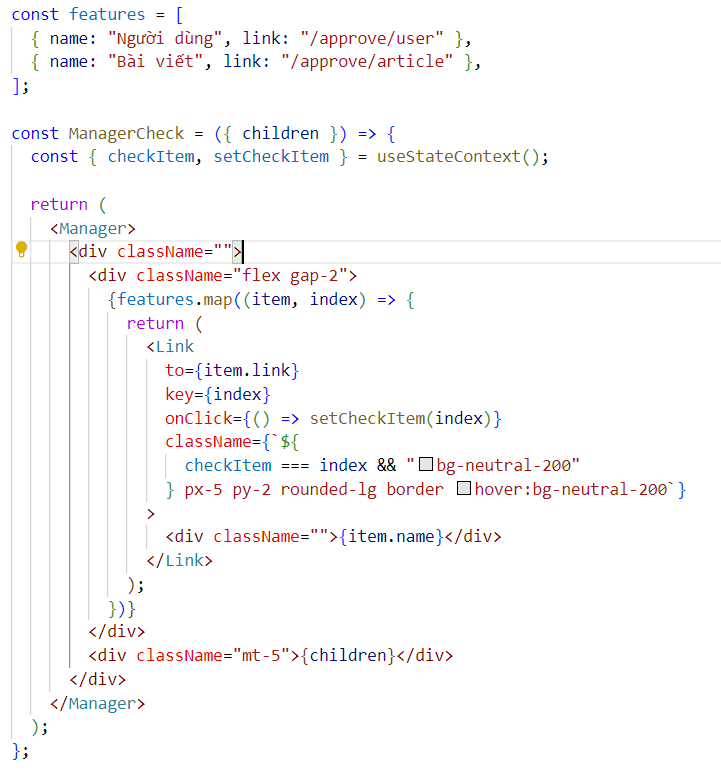 const features = [
{ name: "Người dùng", link: "/approve/user" },
{ name: "Bài viết", link: "/approve/article" },
];
const ManagerCheck = ({ children }) => {
const { checkItem, setCheckItem } = useStateContext();
return (
<Manager>
<div className="">
<div className="flex gap-2">
{features.map((item, index) => {
return (
<Link
to={item.link}
key={index}
onClick={() => setCheckItem(index)}
className={`${
checkItem === index && "bg-neutral-200"
} px-5 py-2 rounded-lg border hover:bg-neutral-200`}
>
<div className="">{item.name}</div>
</Link>
);
})}
</div>
<div className="mt-5">{children}</div>
</div>
</Manager>
);
};